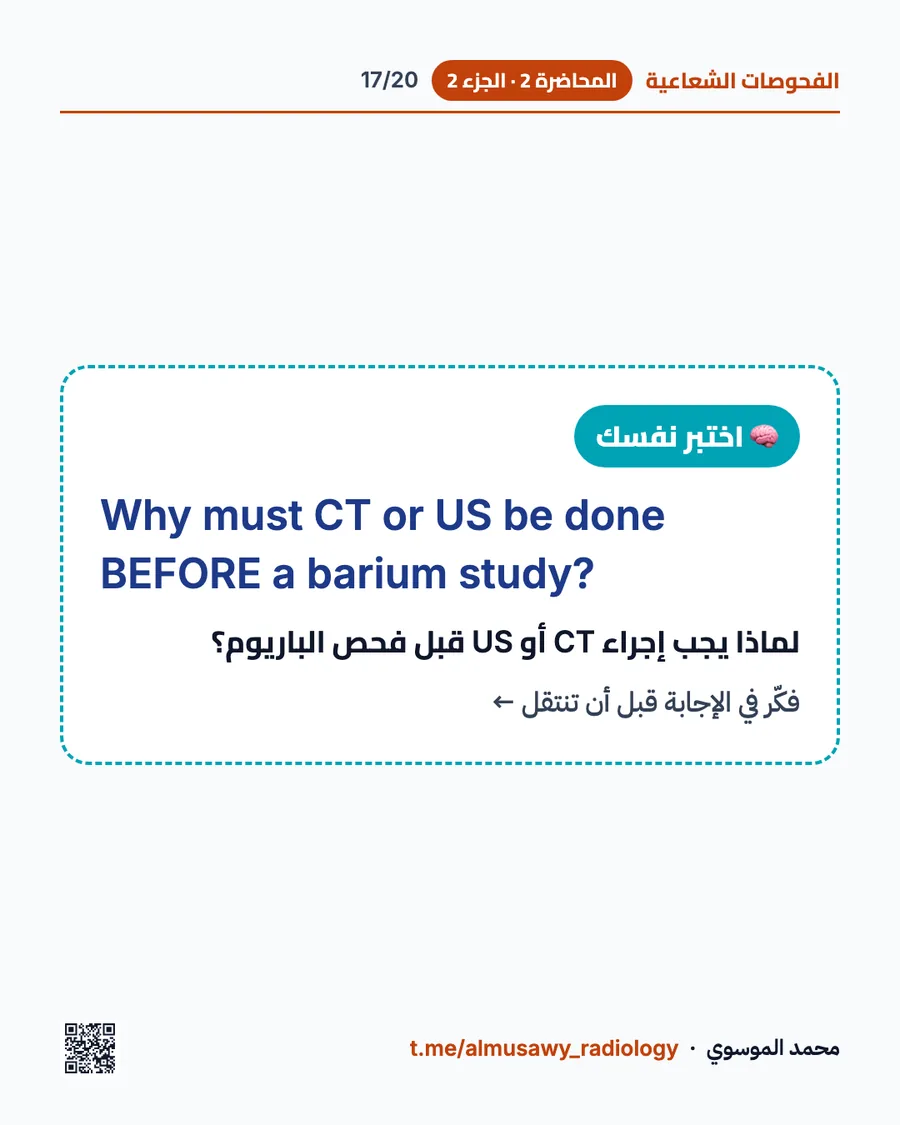 الفحوصات الشعاعية المحاضرة 2 · الجزء 2 17/20
🧠 اختبر نفسك
Why must CT or US be done
BEFORE a barium study?
لماذا يجب إجراء CT أو US قبل فحص الباريوم؟
فكّر في الإجابة قبل أن تنتقل ←
محمد الموسوي · t.me/almusawy_radiology